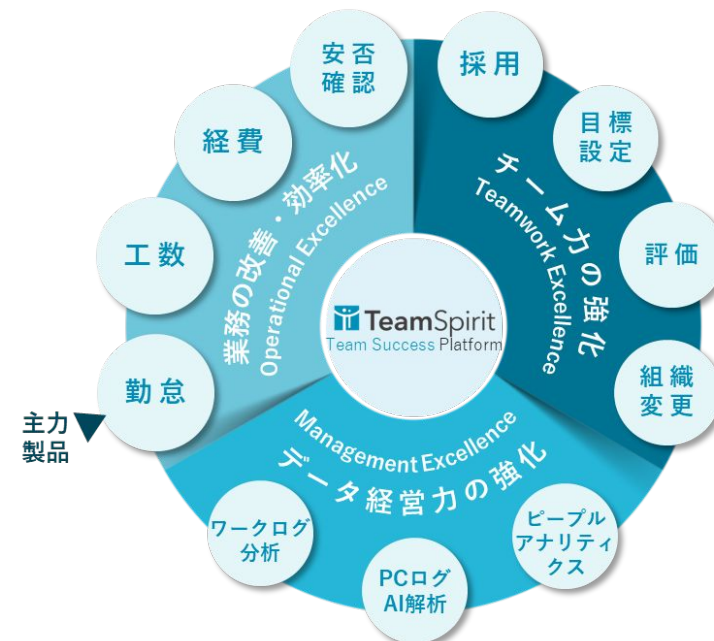 安否
確認
採用
経費
目標
設定
工数
評価
勤怠
組織
変更
主力
製品
業務の改善・効率化
Operational Excellence
チーム力の強化
Teamwork Excellence
TeamSpirit
Team Success Platform
Management Excellence
データ経営力の強化
ワークログ
分析
PCログ
AI解析
ピープル
アナリティ
クス